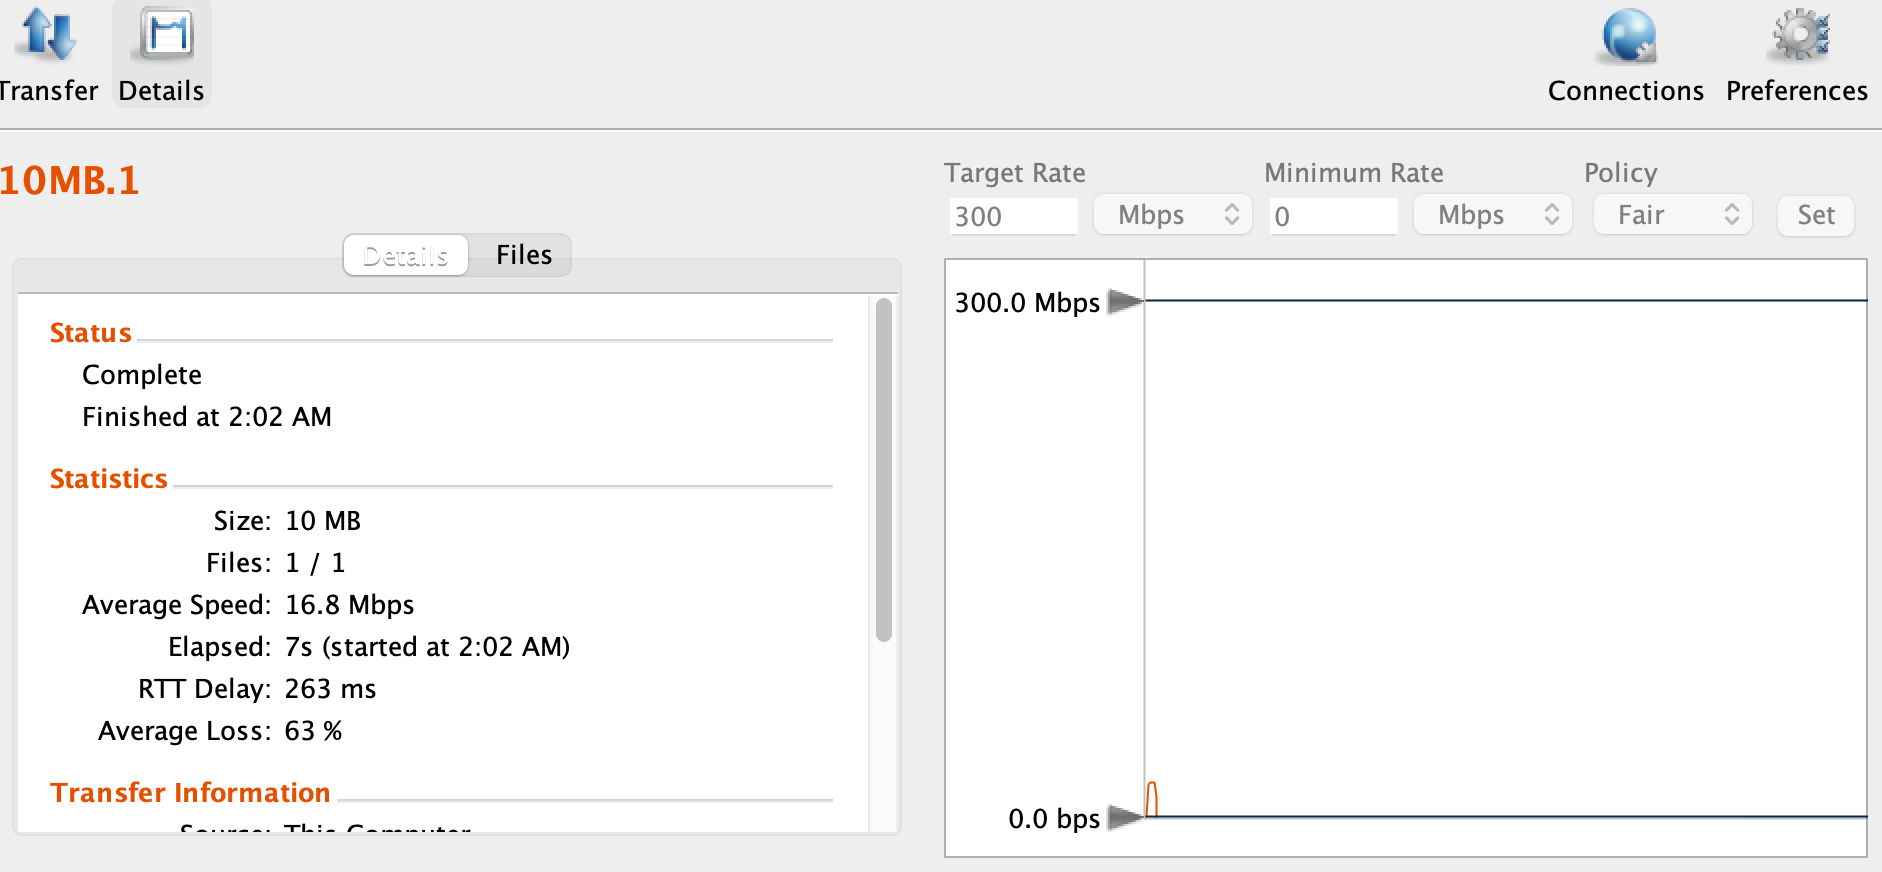 Transfer
Details
Connections
Preferences
10MB.1
Target Rate
Minimum Rate
Policy
300
Mbps
0
Mbps
Fair
Set
Details
Files
Status
Complete
Finished at 2:02 AM
Statistics
Size: 10 MB
Files: 1 / 1
Average Speed: 16.8 Mbps
Elapsed: 7s (started at 2:02 AM)
RTT Delay: 263 ms
Average Loss: 63 %
Transfer Information
Source: This Computer
300.0 Mbps
0.0 bps